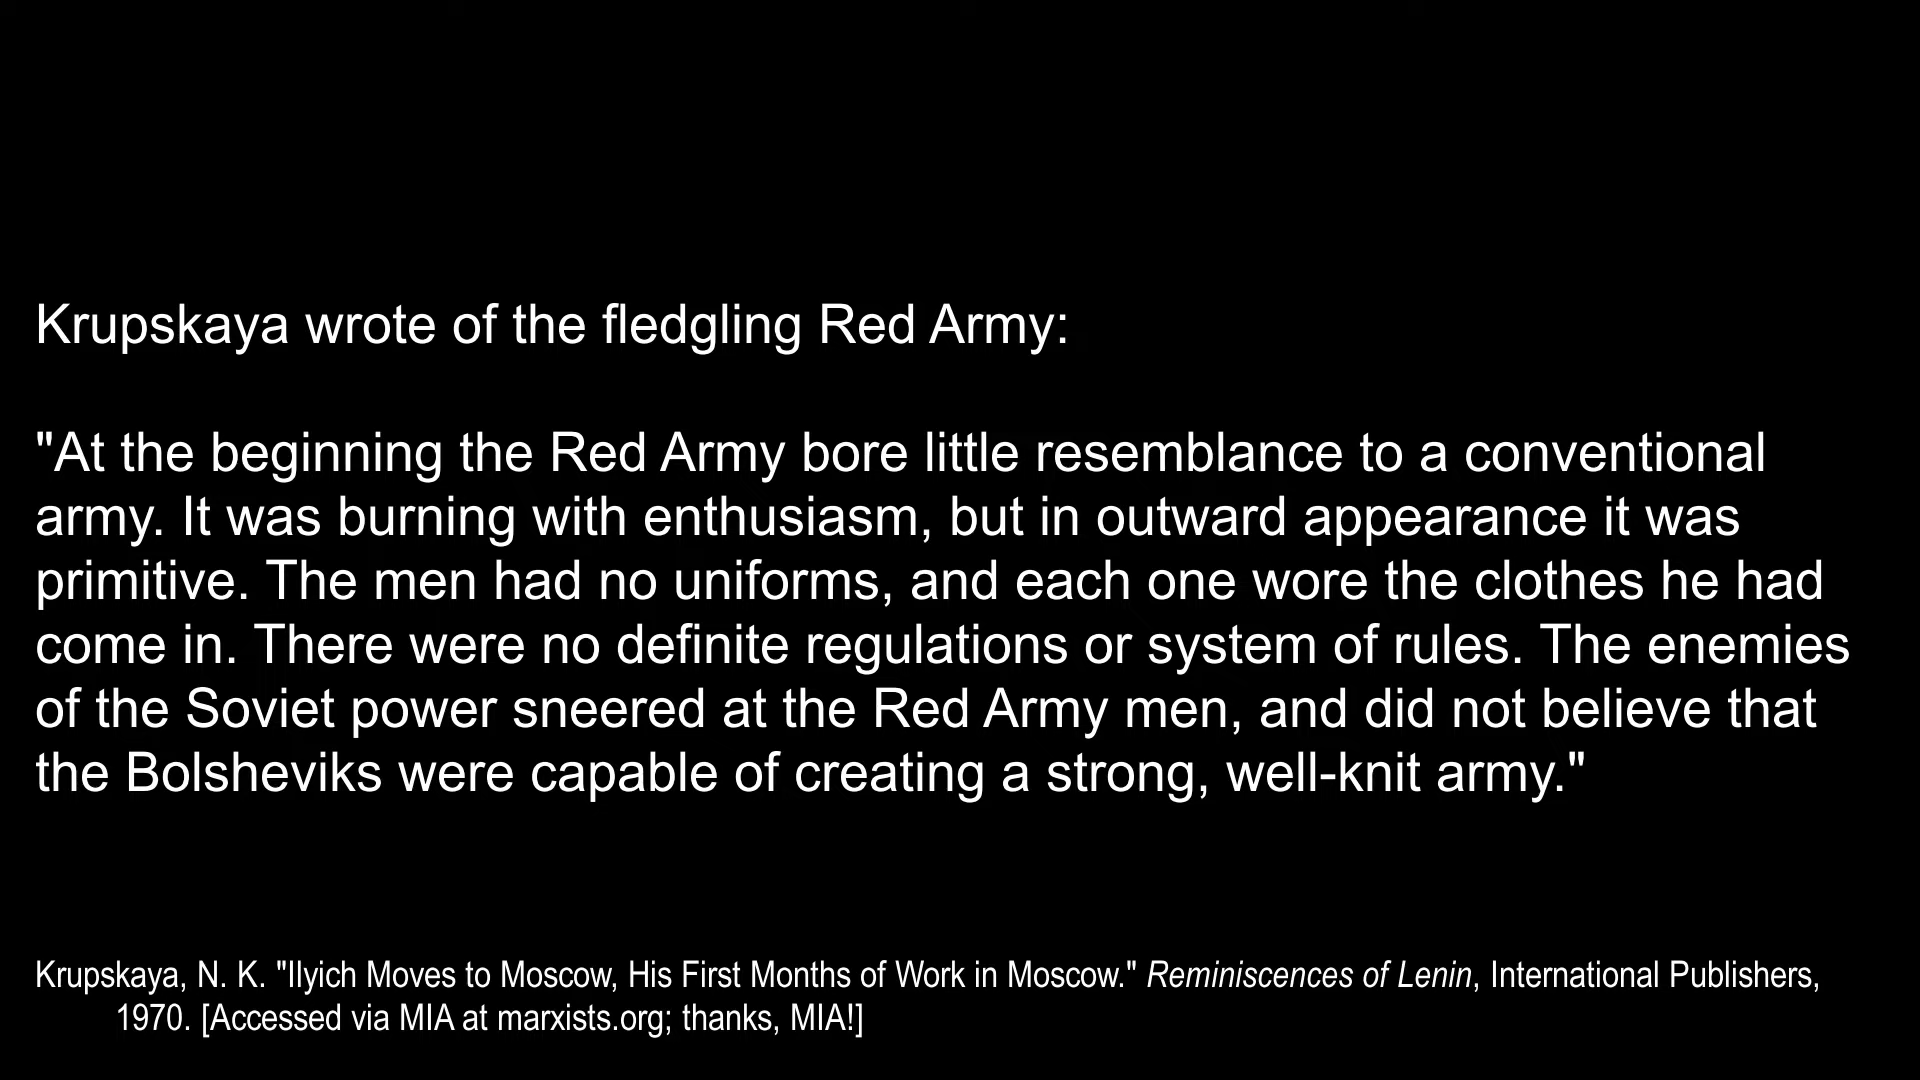 Krupskaya wrote of the fledgling Red Army:
"At the beginning the Red Army bore little resemblance to a conventional
army. It was burning with enthusiasm, but in outward appearance it was
primitive. The men had no uniforms, and each one wore the clothes he had
come in. There were no definite regulations or system of rules. The enemies
of the Soviet power sneered at the Red Army men, and did not believe that
the Bolsheviks were capable of creating a strong, well-knit army."
Krupskaya, N. K. "Ilyich Moves to Moscow, His First Months of Work in Moscow." Reminiscences of Lenin, International Publishers,
1970. [Accessed via MIA at marxists.org; thanks, MIA!]